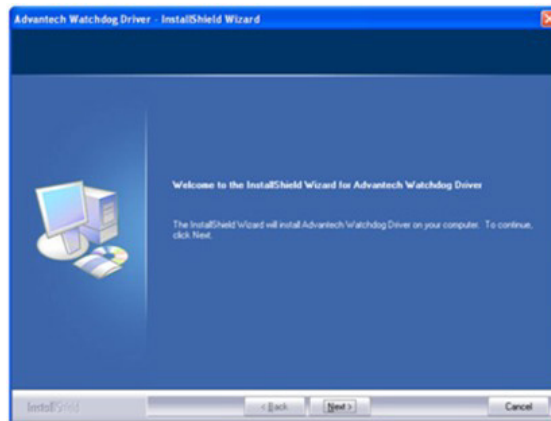 Advantech Watchdog Driver - InstallShield Wizard
Welcome to the InstallShield Wizard for Advantech Watchdog Driver
The InstallShield Wizard will install Advantech Watchdog Driver on your computer. To continue,
click Next.
InstallShield
< Back
Next >
Cancel